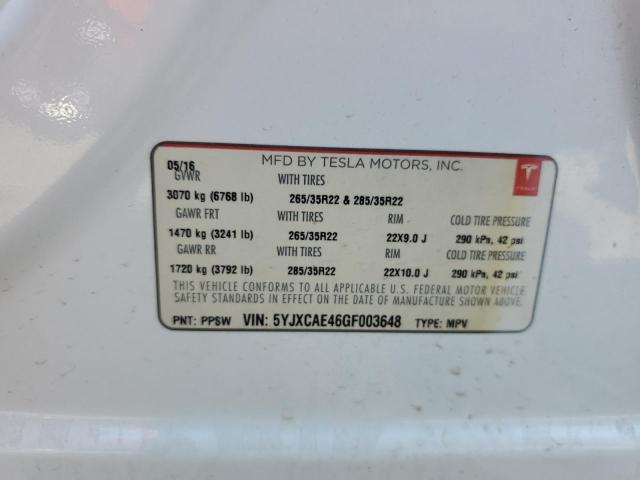 MFD BY TESLA MOTORS, INC.
TESLA
05/16
GVWR WITH TIRES
3070 kg (6768 lb) 265/35R22 & 285/35R22
GAWR FRT WITH TIRES RIM COLD TIRE PRESSURE
1470 kg (3241 lb) 265/35R22 22X9.0 J 290 kPa, 42 psi
GAWR RR WITH TIRES RIM COLD TIRE PRESSURE
1720 kg (3792 lb) 285/35R22 22X10.0 J 290 kPa, 42 psi
THIS VEHICLE CONFORMS TO ALL APPLICABLE U.S. FEDERAL MOTOR VEHICLE
SAFETY STANDARDS IN EFFECT ON THE DATE OF MANUFACTURE SHOWN ABOVE.
PNT: PPSW VIN: 5YJXCAE46GF003648 TYPE: MPV